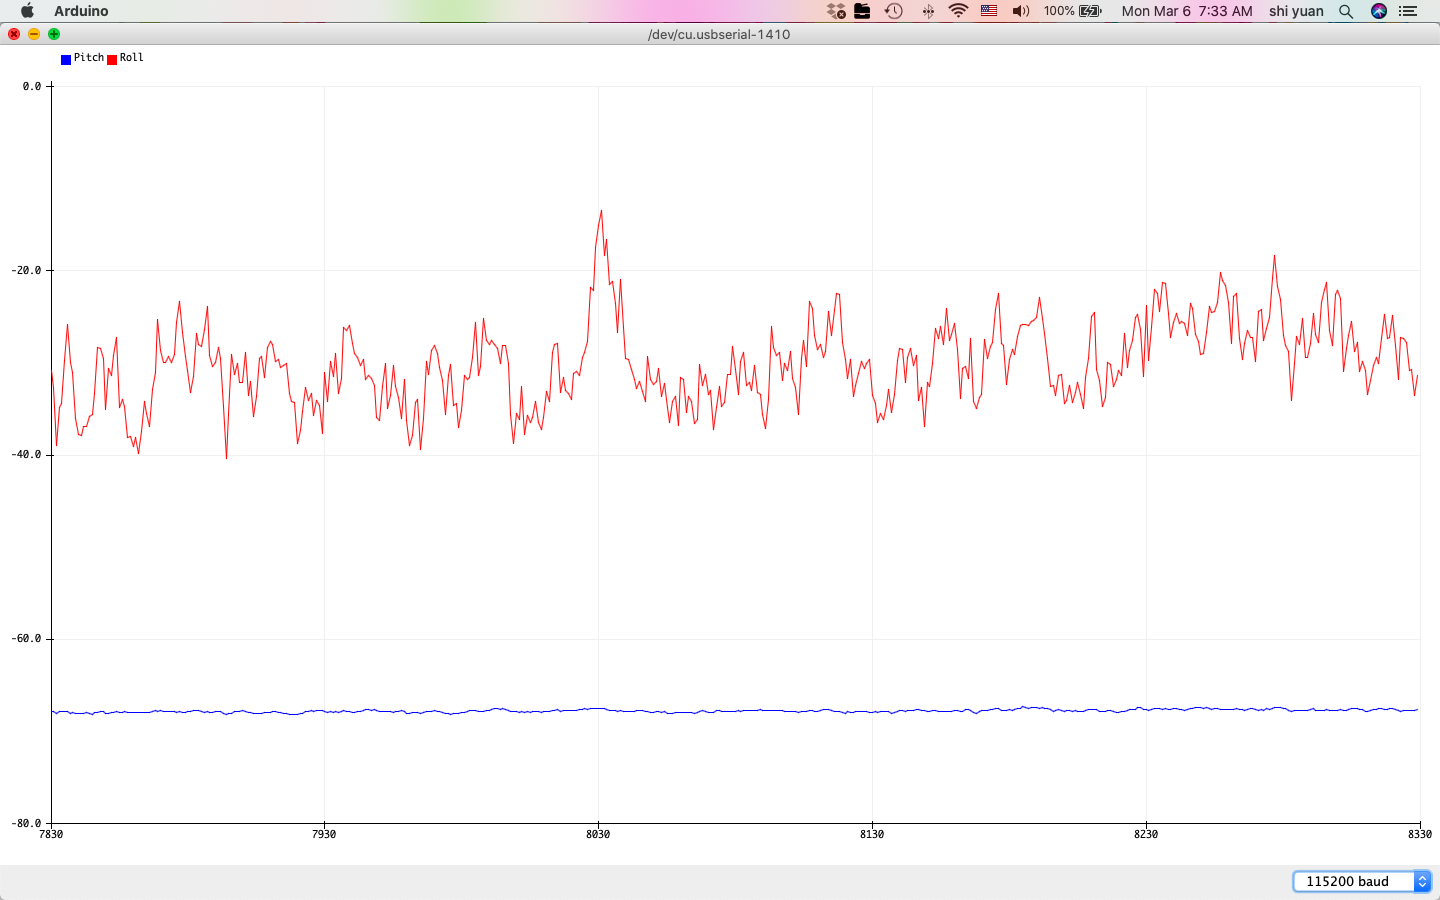 Arduino 100% Mon Mar 6 7:33 AM shi yuan
/dev/cu.usbserial-1410
Pitch Roll
0.0
-20.0
-40.0
-60.0
-80.0
7830 7930 8030 8130 8230 8330
115200 baud